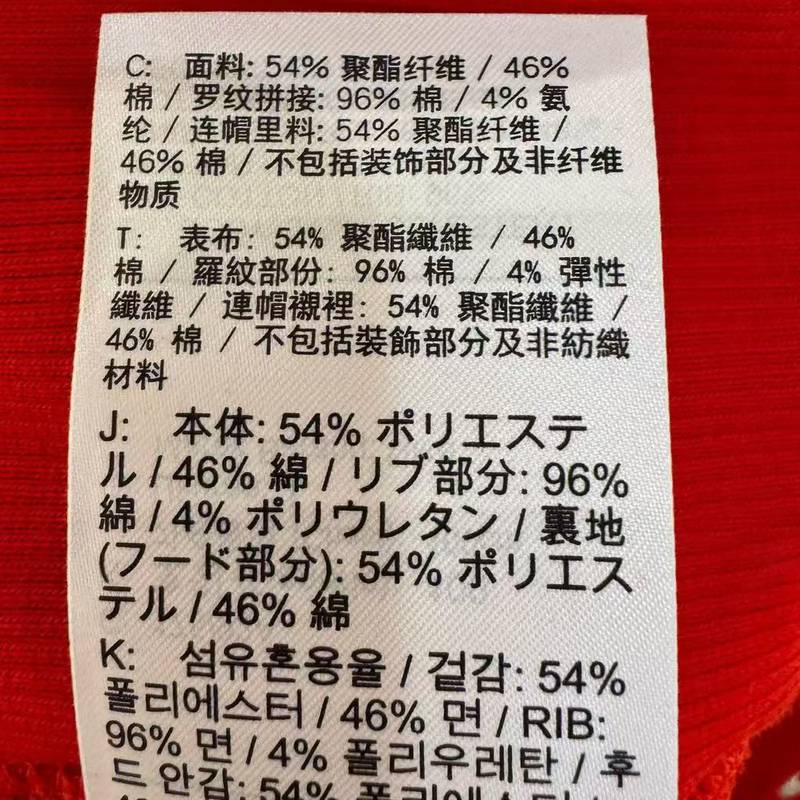 C: 面料: 54% 聚酯纤维 / 46%
棉 / 罗纹拼接: 96% 棉 / 4% 氨
纶 / 连帽里料: 54% 聚酯纤维 /
46% 棉 / 不包括装饰部分及非纤维
物质
T: 表布: 54% 聚酯纖維 / 46%
棉 / 羅紋部份: 96% 棉 / 4% 彈性
纖維 / 連帽襯裡: 54% 聚酯纖維 /
46% 棉 / 不包括裝飾部分及非紡織
材料
J: 本体: 54% ポリエステ
ル / 46% 綿 / リブ部分: 96%
綿 / 4% ポリウレタン / 裏地
(フード部分): 54% ポリエス
テル / 46% 綿
K: 섬유혼용율 / 겉감: 54%
폴리에스터 / 46% 면 / RIB:
96% 면 / 4% 폴리우레탄 / 후
드 안감: 54% 폴리에스터 /